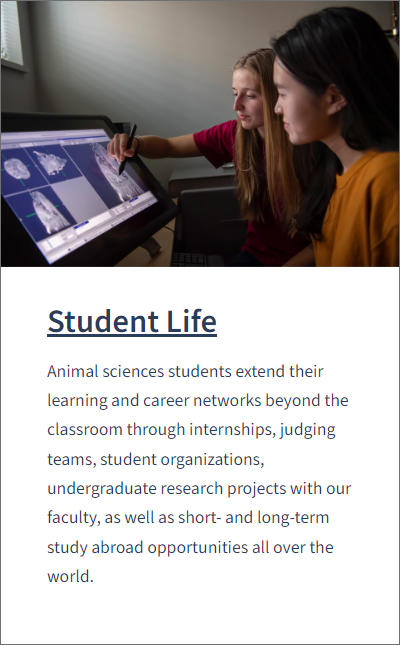 Student Life
Animal sciences students extend their
learning and career networks beyond the
classroom through internships, judging
teams, student organizations,
undergraduate research projects with our
faculty, as well as short- and long-term
study abroad opportunities all over the
world.